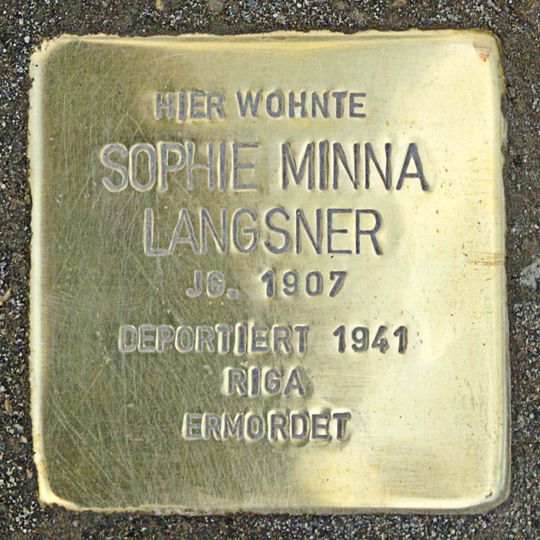 HIER WOHNTE
SOPHIE MINNA
LANGSNER
JG. 1907
DEPORTIERT 1941
RIGA
ERMORDET